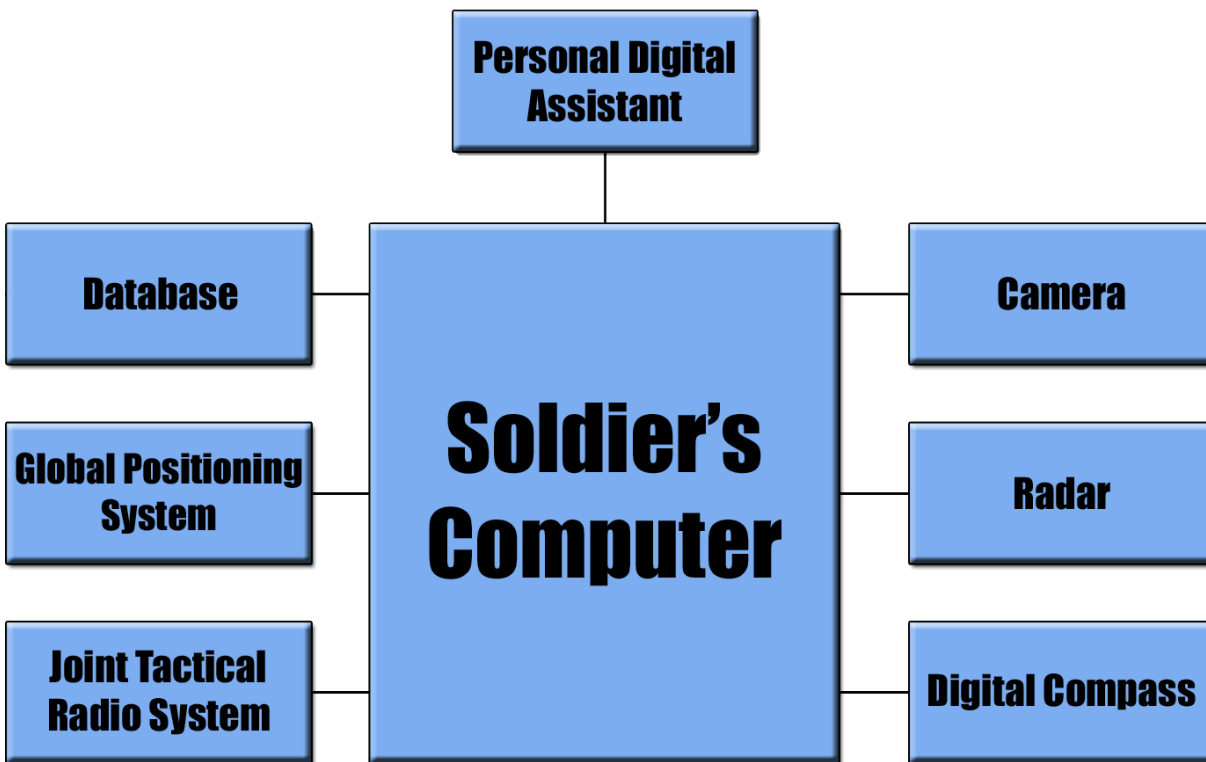 Personal Digital
Assistant
Database
Camera
Soldier’s
Computer
Global Positioning
System
Radar
Joint Tactical
Radio System
Digital Compass